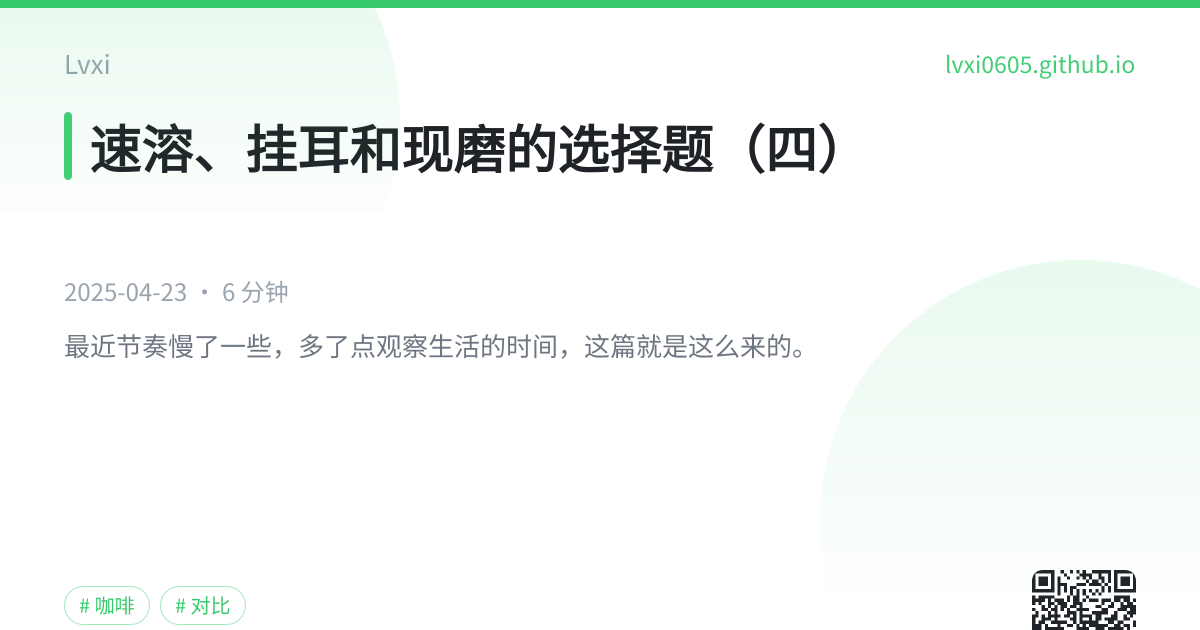 Lvxi
lvxi0605.github.io
速溶、挂耳和现磨的选择题（四）
2025-04-23 · 6 分钟
最近节奏慢了一些，多了点观察生活的时间，这篇就是这么来的。
# 咖啡
# 对比